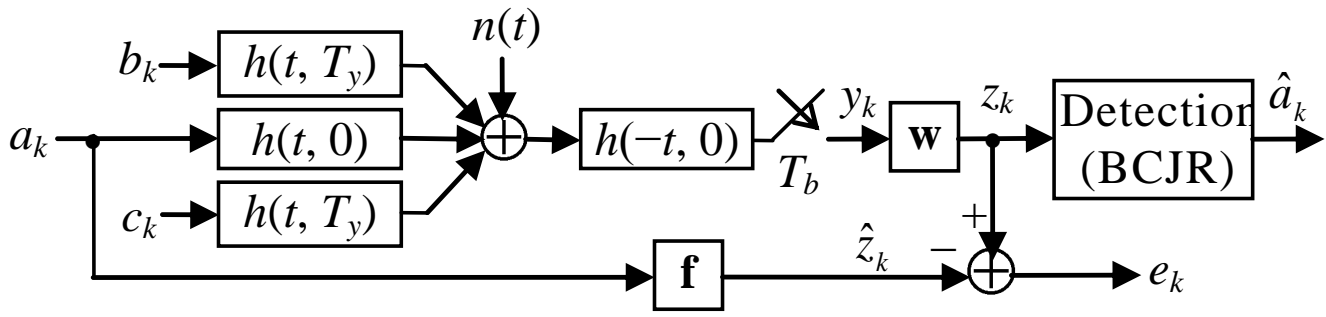 n(t)
b_k
h(t, T_y)
a_k
h(t, 0)
+
h(−t, 0)
T_b
y_k
w
z_k
Detection
(BCJR)
â_k
c_k
h(t, T_y)
+
f
ẑ_k
−
+
e_k